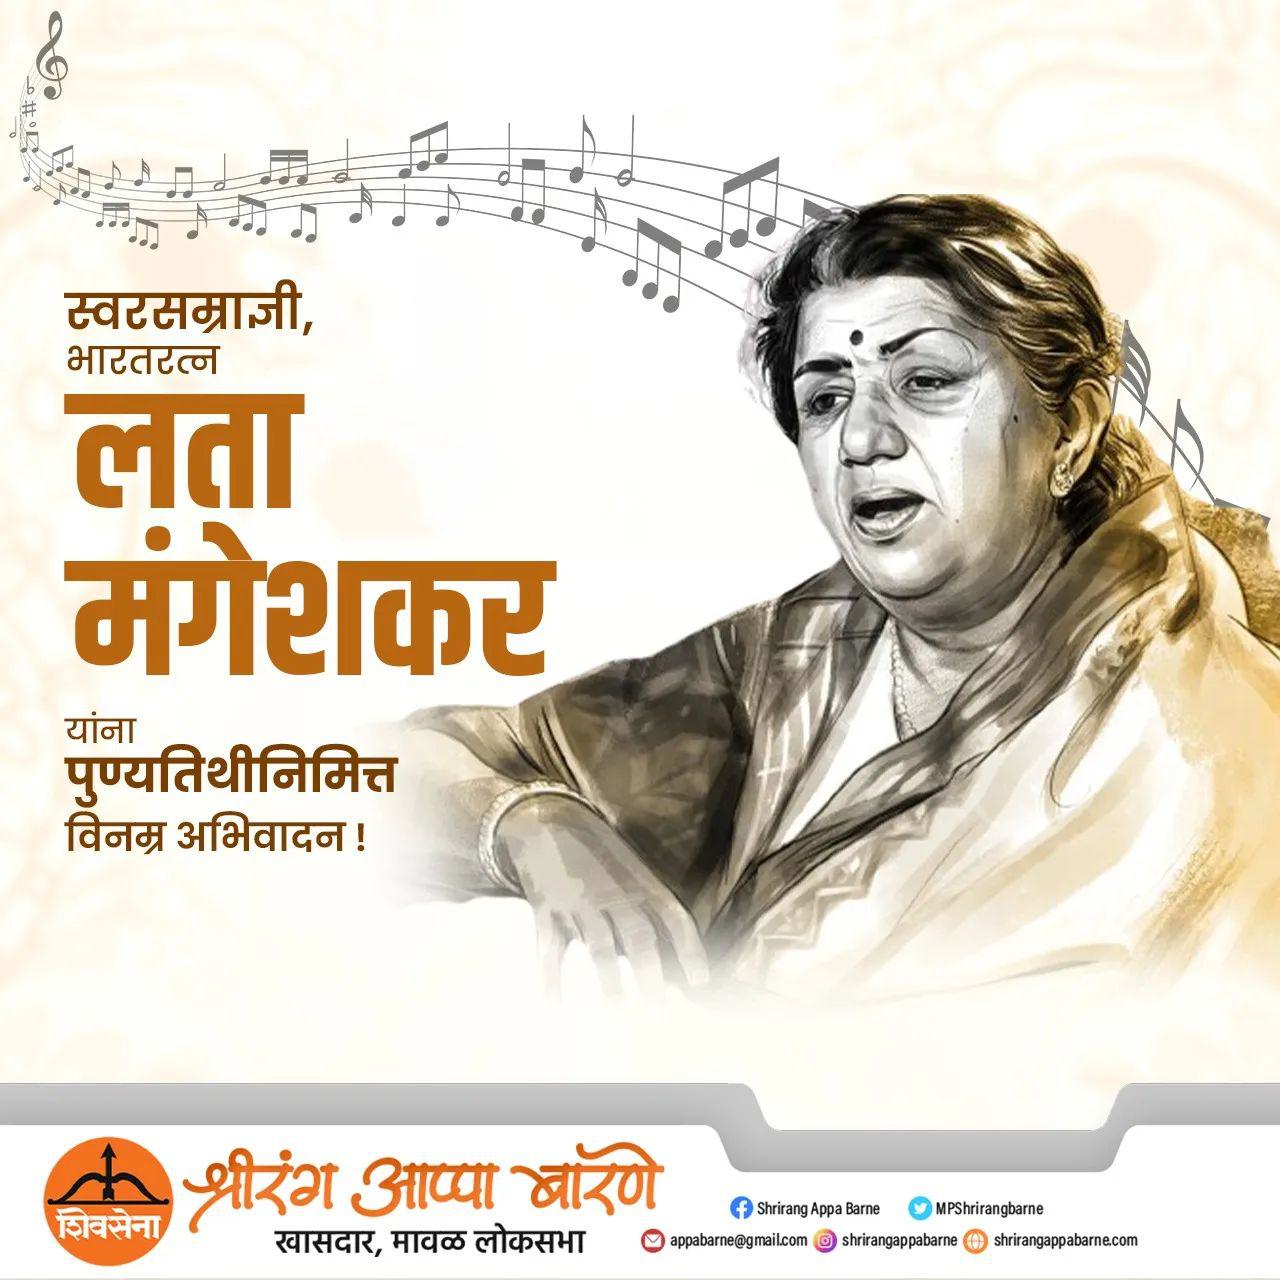 स्वरसम्राज्ञी,
भारतरत्न
लता
मंगेशकर
यांना
पुण्यतिथीनिमित्त
विनम्र अभिवादन !
शिवसेना
श्रीरंग आप्पा बारणे
खासदार, मावळ लोकसभा
Shrirang Appa Barne MPShrirangbarne
appabarne@gmail.com shrirangappabarne shrirangappabarne.com